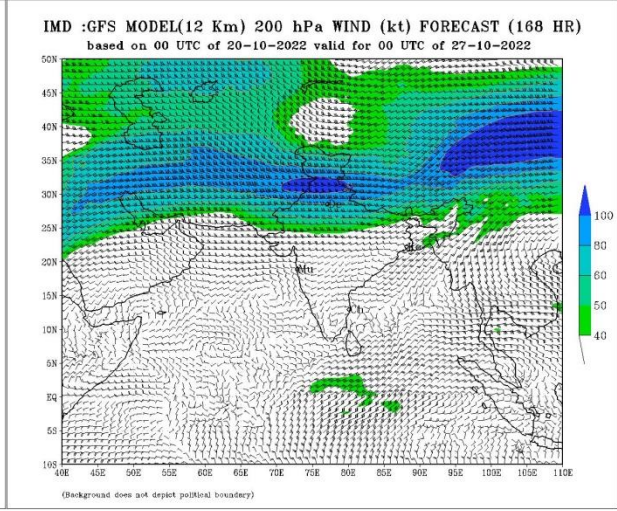 IMD :GFS MODEL(12 Km) 200 hPa WIND (kt) FORECAST (168 HR)
based on 00 UTC of 20-10-2022 valid for 00 UTC of 27-10-2022
50N
45N
40N
35N
30N
25N
20N
15N
10N
5N
EQ
5S
10S
40E 45E 50E 55E 60E 65E 70E 75E 80E 85E 90E 95E 100E 105E 110E
Mu
100
80
60
50
40
(Background does not depict political boundary)